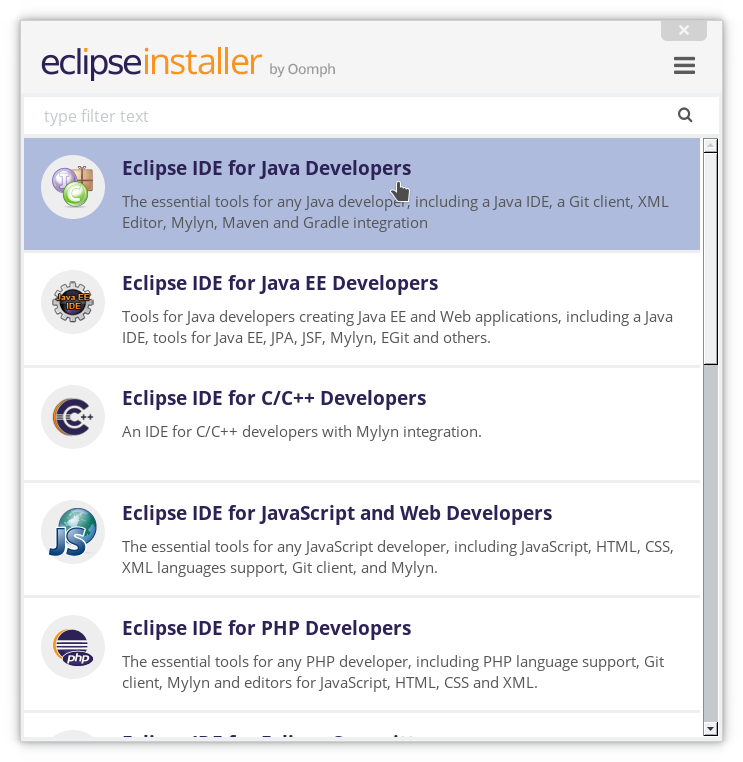 eclipseinstaller by Oomph
type filter text
Eclipse IDE for Java Developers
The essential tools for any Java developer, including a Java IDE, a Git client, XML
Editor, Mylyn, Maven and Gradle integration
Java EE
IDE
Eclipse IDE for Java EE Developers
Tools for Java developers creating Java EE and Web applications, including a Java
IDE, tools for Java EE, JPA, JSF, Mylyn, EGit and others.
C++
Eclipse IDE for C/C++ Developers
An IDE for C/C++ developers with Mylyn integration.
JS
Eclipse IDE for JavaScript and Web Developers
The essential tools for any JavaScript developer, including JavaScript, HTML, CSS,
XML languages support, Git client, and Mylyn.
php
Eclipse IDE for PHP Developers
The essential tools for any PHP developer, including PHP language support, Git
client, Mylyn and editors for JavaScript, HTML, CSS and XML.
Eclipse IDE for Eclipse